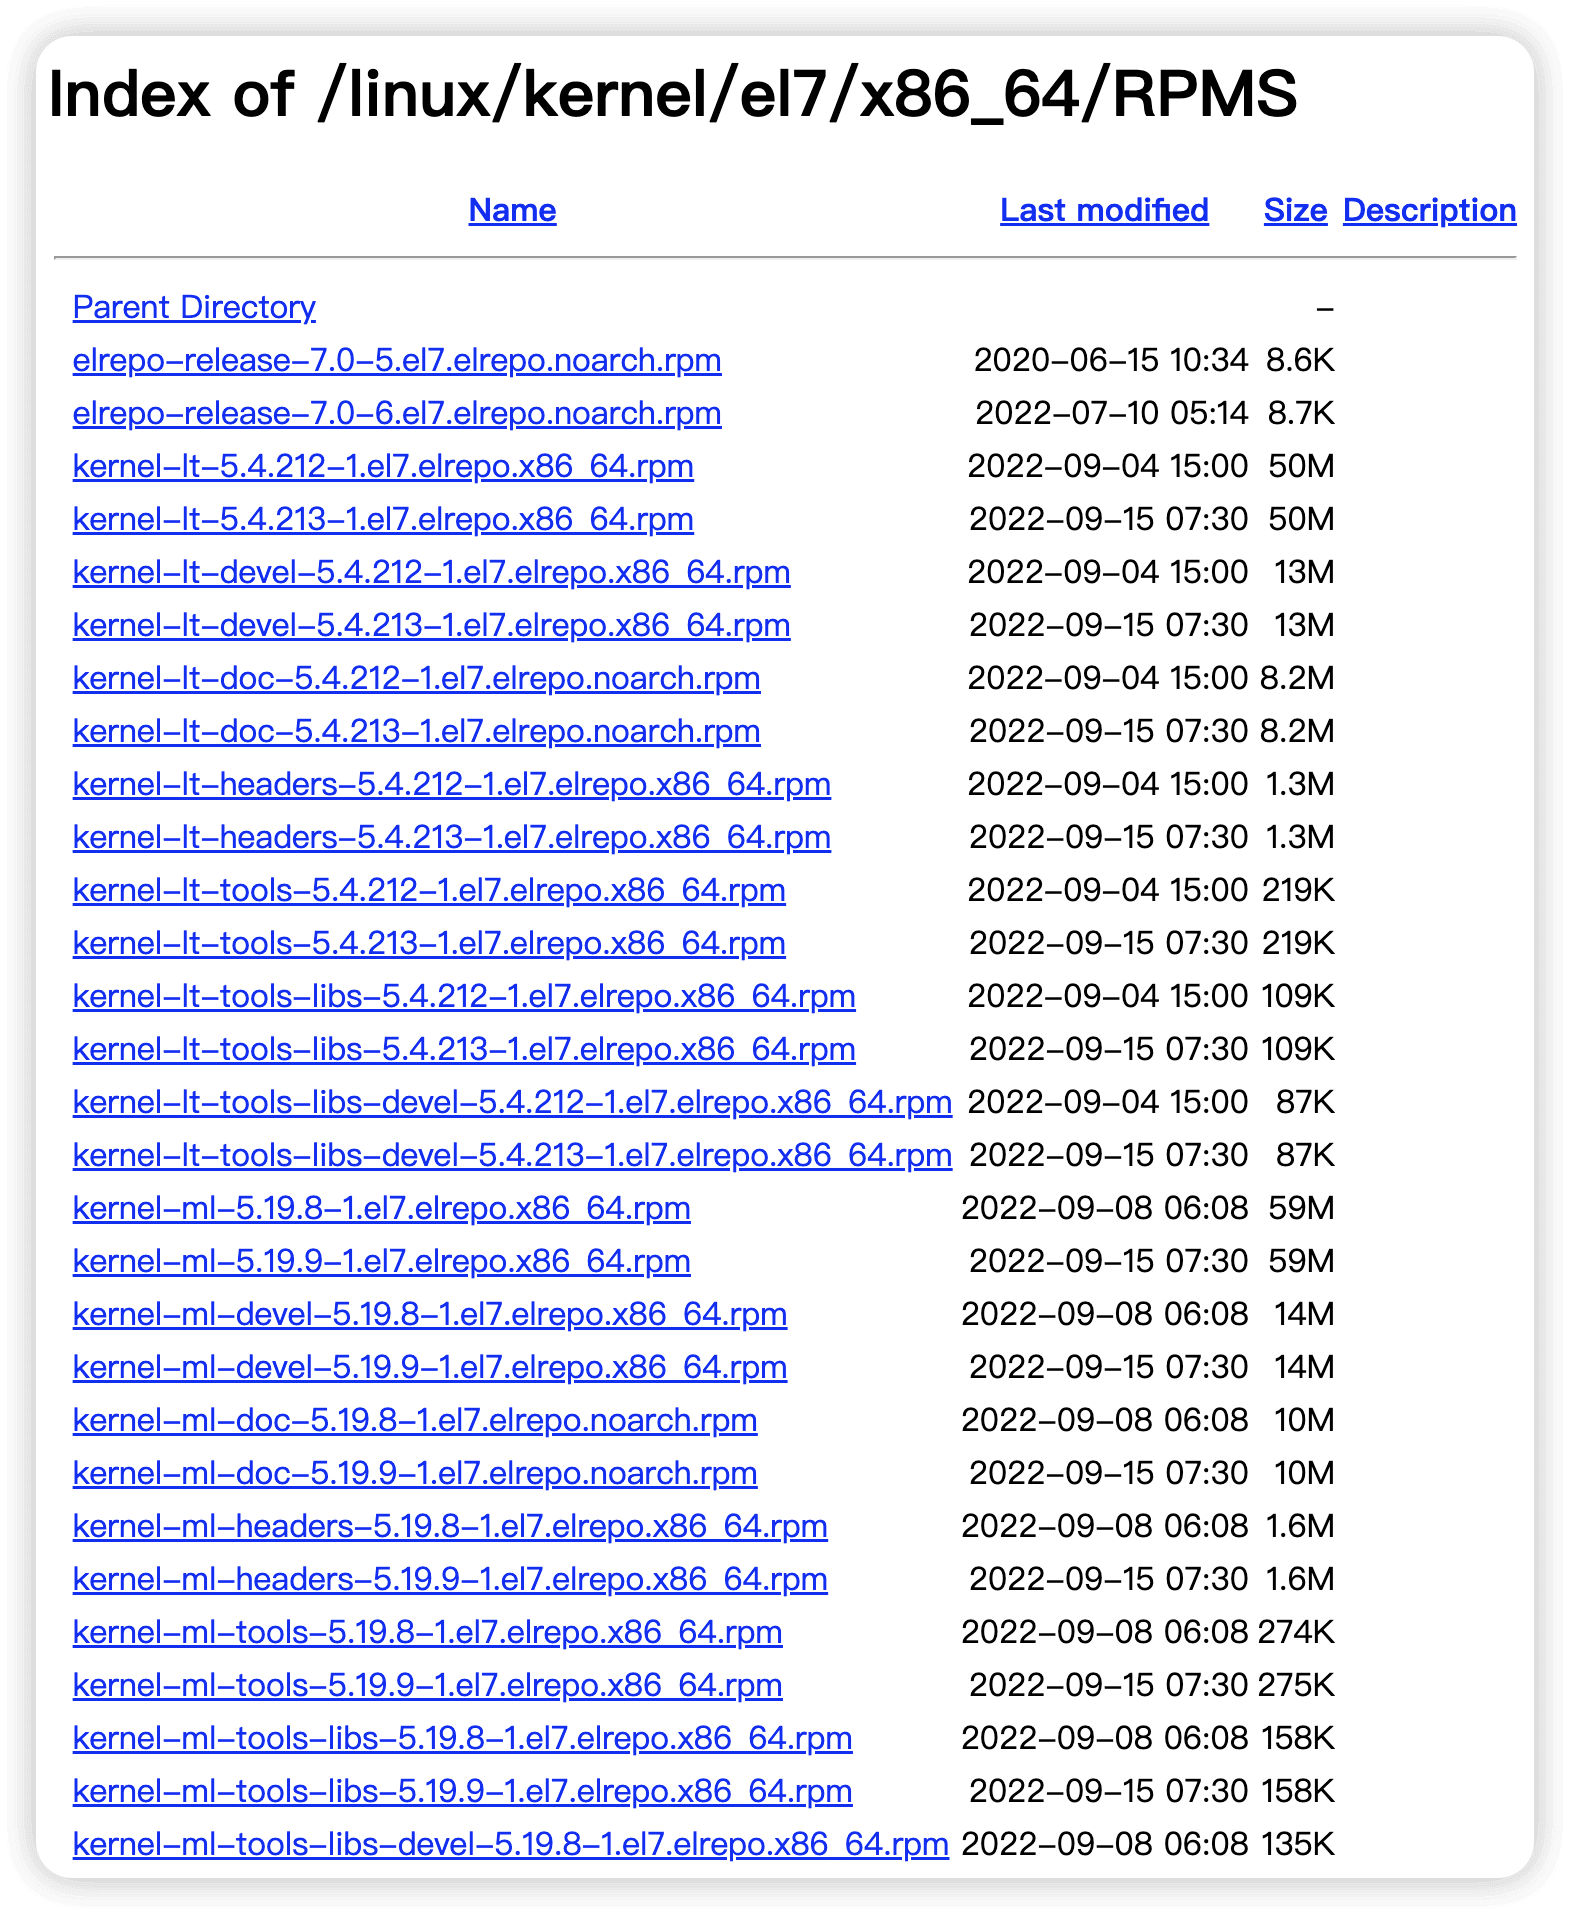 Index of /linux/kernel/el7/x86_64/RPMS
Name Last modified Size Description
Parent Directory -
elrepo-release-7.0-5.el7.elrepo.noarch.rpm 2020-06-15 10:34 8.6K
elrepo-release-7.0-6.el7.elrepo.noarch.rpm 2022-07-10 05:14 8.7K
kernel-lt-5.4.212-1.el7.elrepo.x86_64.rpm 2022-09-04 15:00 50M
kernel-lt-5.4.213-1.el7.elrepo.x86_64.rpm 2022-09-15 07:30 50M
kernel-lt-devel-5.4.212-1.el7.elrepo.x86_64.rpm 2022-09-04 15:00 13M
kernel-lt-devel-5.4.213-1.el7.elrepo.x86_64.rpm 2022-09-15 07:30 13M
kernel-lt-doc-5.4.212-1.el7.elrepo.noarch.rpm 2022-09-04 15:00 8.2M
kernel-lt-doc-5.4.213-1.el7.elrepo.noarch.rpm 2022-09-15 07:30 8.2M
kernel-lt-headers-5.4.212-1.el7.elrepo.x86_64.rpm 2022-09-04 15:00 1.3M
kernel-lt-headers-5.4.213-1.el7.elrepo.x86_64.rpm 2022-09-15 07:30 1.3M
kernel-lt-tools-5.4.212-1.el7.elrepo.x86_64.rpm 2022-09-04 15:00 219K
kernel-lt-tools-5.4.213-1.el7.elrepo.x86_64.rpm 2022-09-15 07:30 219K
kernel-lt-tools-libs-5.4.212-1.el7.elrepo.x86_64.rpm 2022-09-04 15:00 109K
kernel-lt-tools-libs-5.4.213-1.el7.elrepo.x86_64.rpm 2022-09-15 07:30 109K
kernel-lt-tools-libs-devel-5.4.212-1.el7.elrepo.x86_64.rpm 2022-09-04 15:00 87K
kernel-lt-tools-libs-devel-5.4.213-1.el7.elrepo.x86_64.rpm 2022-09-15 07:30 87K
kernel-ml-5.19.8-1.el7.elrepo.x86_64.rpm 2022-09-08 06:08 59M
kernel-ml-5.19.9-1.el7.elrepo.x86_64.rpm 2022-09-15 07:30 59M
kernel-ml-devel-5.19.8-1.el7.elrepo.x86_64.rpm 2022-09-08 06:08 14M
kernel-ml-devel-5.19.9-1.el7.elrepo.x86_64.rpm 2022-09-15 07:30 14M
kernel-ml-doc-5.19.8-1.el7.elrepo.noarch.rpm 2022-09-08 06:08 10M
kernel-ml-doc-5.19.9-1.el7.elrepo.noarch.rpm 2022-09-15 07:30 10M
kernel-ml-headers-5.19.8-1.el7.elrepo.x86_64.rpm 2022-09-08 06:08 1.6M
kernel-ml-headers-5.19.9-1.el7.elrepo.x86_64.rpm 2022-09-15 07:30 1.6M
kernel-ml-tools-5.19.8-1.el7.elrepo.x86_64.rpm 2022-09-08 06:08 274K
kernel-ml-tools-5.19.9-1.el7.elrepo.x86_64.rpm 2022-09-15 07:30 275K
kernel-ml-tools-libs-5.19.8-1.el7.elrepo.x86_64.rpm 2022-09-08 06:08 158K
kernel-ml-tools-libs-5.19.9-1.el7.elrepo.x86_64.rpm 2022-09-15 07:30 158K
kernel-ml-tools-libs-devel-5.19.8-1.el7.elrepo.x86_64.rpm 2022-09-08 06:08 135K